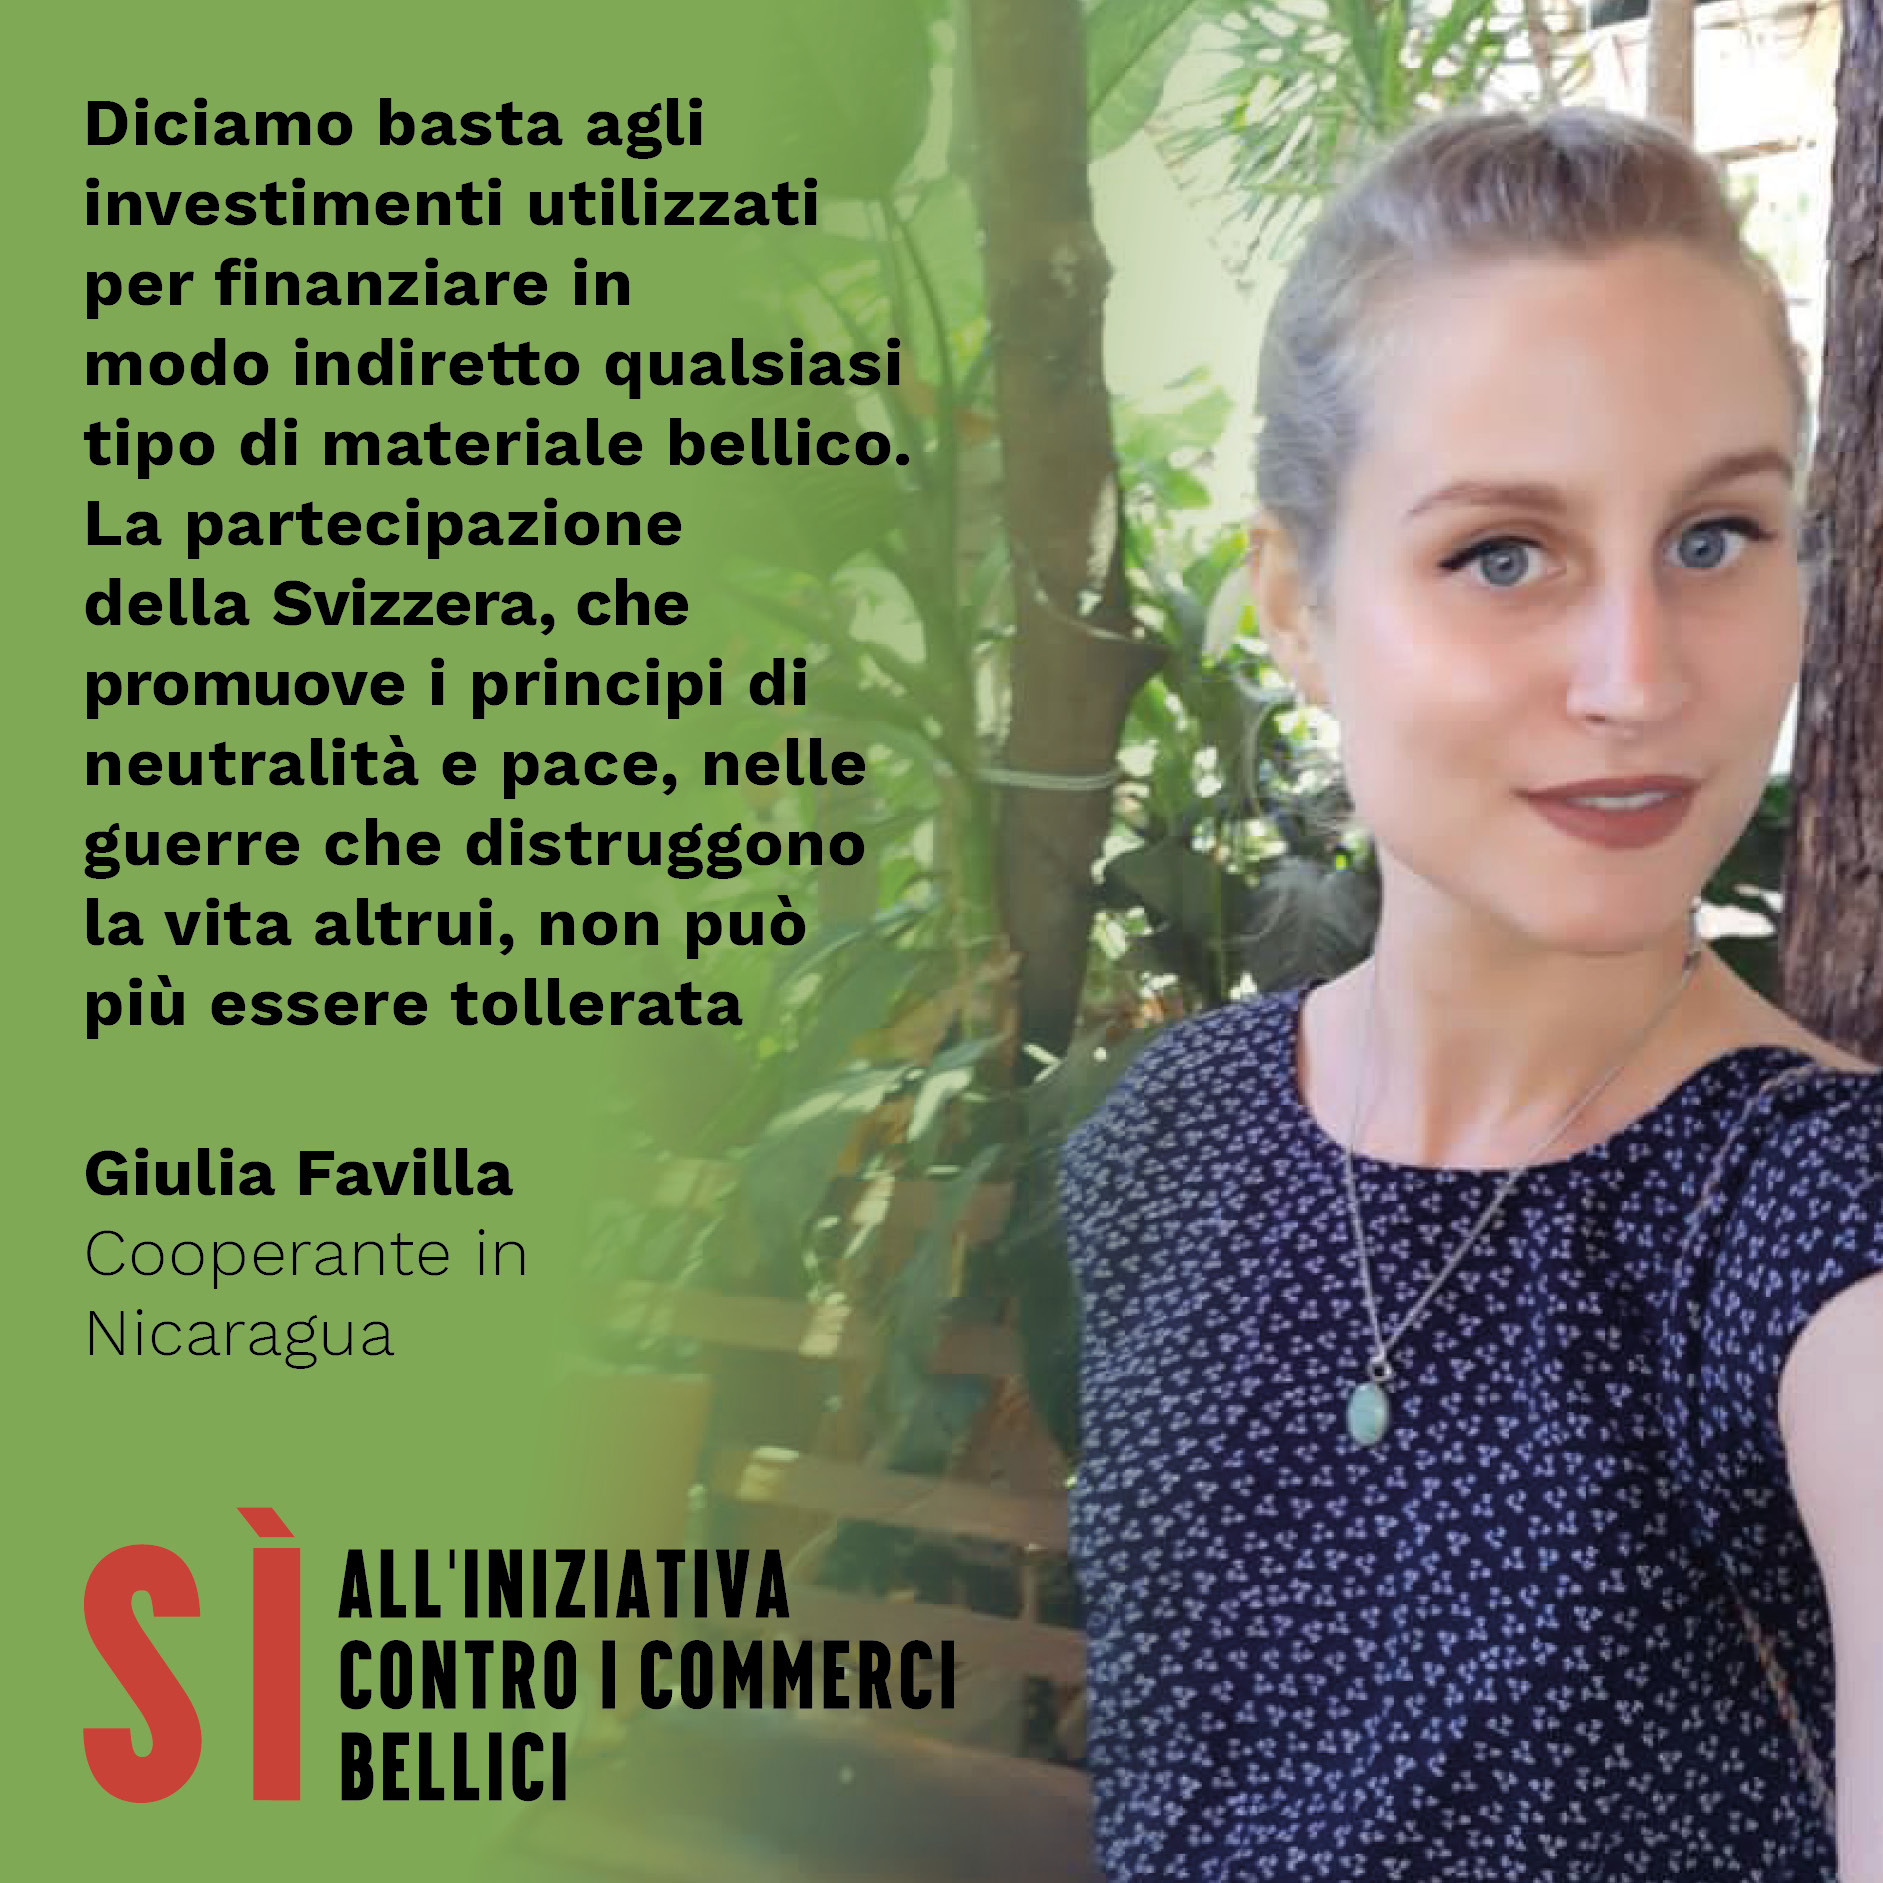 Diciamo basta agli
investimenti utilizzati
per finanziare in
modo indiretto qualsiasi
tipo di materiale bellico.
La partecipazione
della Svizzera, che
promuove i principi di
neutralità e pace, nelle
guerre che distruggono
la vita altrui, non può
più essere tollerata
Giulia Favilla
Cooperante in
Nicaragua
SÌ ALL'INIZIATIVA
CONTRO I COMMERCI
BELLICI